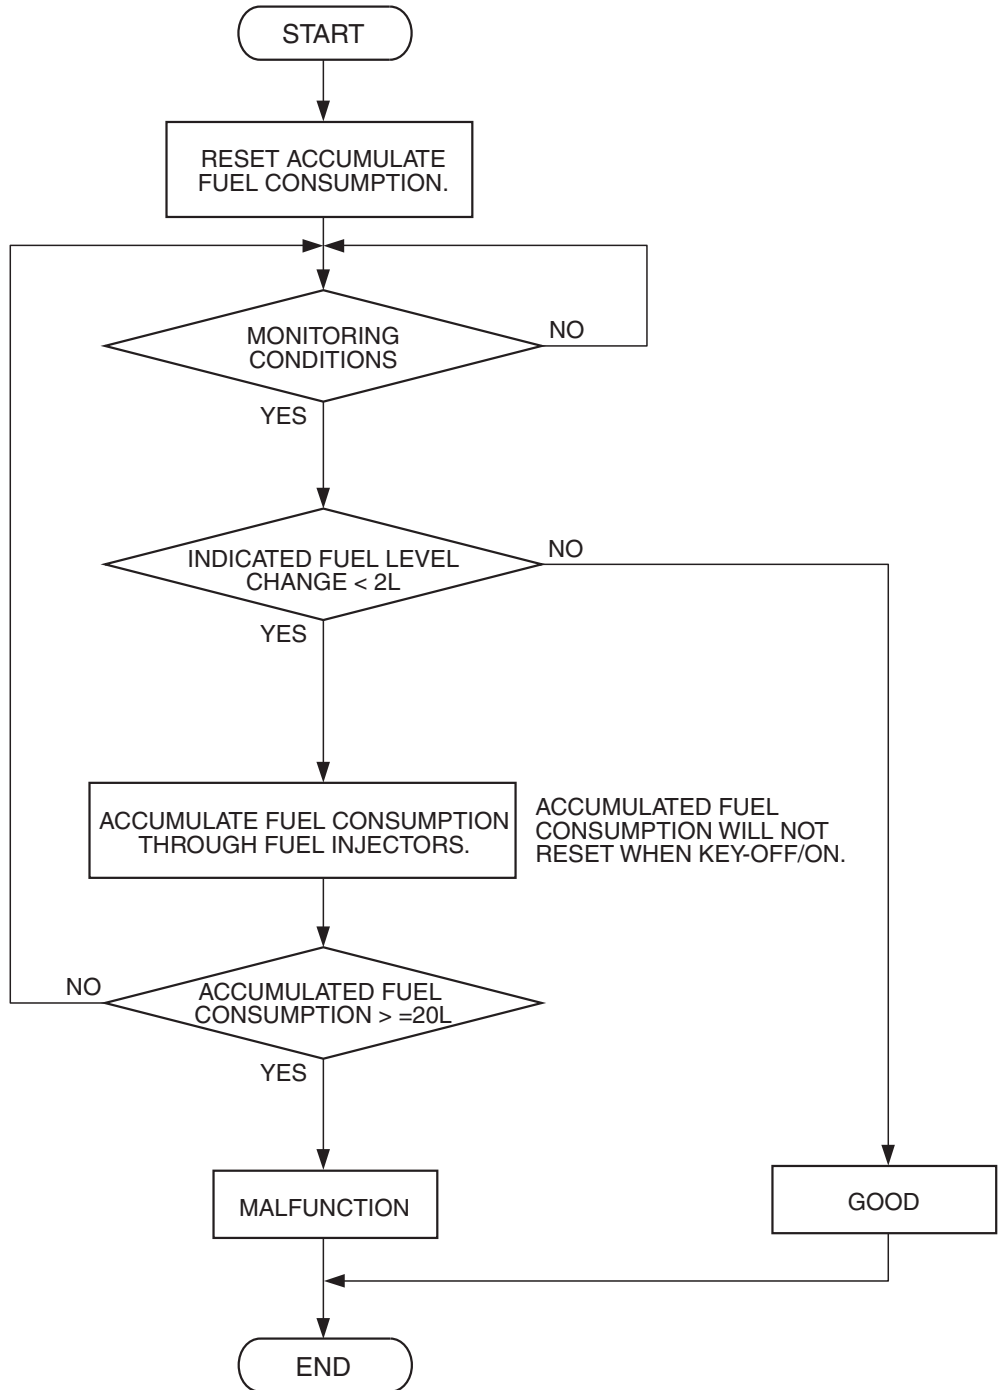 START
RESET ACCUMULATE
FUEL CONSUMPTION.
MONITORING
CONDITIONS
NO
YES
INDICATED FUEL LEVEL
CHANGE < 2L
NO
YES
ACCUMULATE FUEL CONSUMPTION
THROUGH FUEL INJECTORS.
ACCUMULATED FUEL
CONSUMPTION WILL NOT
RESET WHEN KEY-OFF/ON.
NO
ACCUMULATED FUEL
CONSUMPTION > =20L
YES
MALFUNCTION
GOOD
END